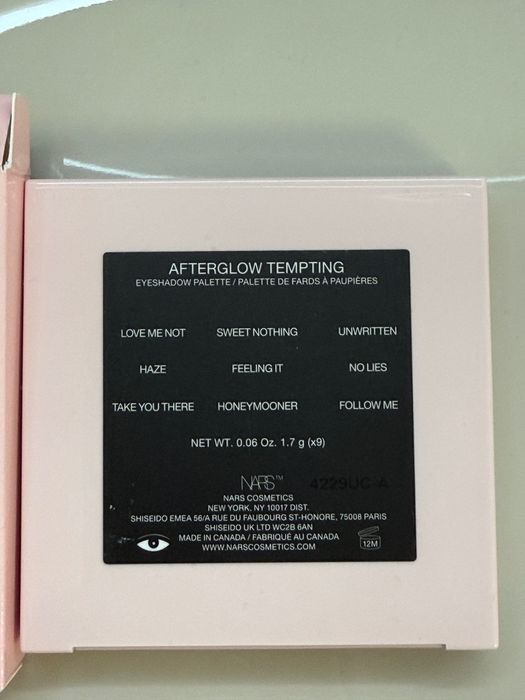 AFTERGLOW TEMPTING
EYESHADOW PALETTE / PALETTE DE FARDS À PAUPIÈRES
LOVE ME NOT SWEET NOTHING UNWRITTEN
HAZE FEELING IT NO LIES
TAKE YOU THERE HONEYMOONER FOLLOW ME
NET WT. 0.06 Oz. 1.7 g (x9)
NARS™ 4229UC A
NARS COSMETICS
NEW YORK, NY 10017 DIST.
SHISEIDO EMEA 56/A RUE DU FAUBOURG ST-HONORE, 75008 PARIS
SHISEIDO UK LTD WC2B 6AN
MADE IN CANADA / FABRIQUÉ AU CANADA
WWW.NARSCOSMETICS.COM
12M